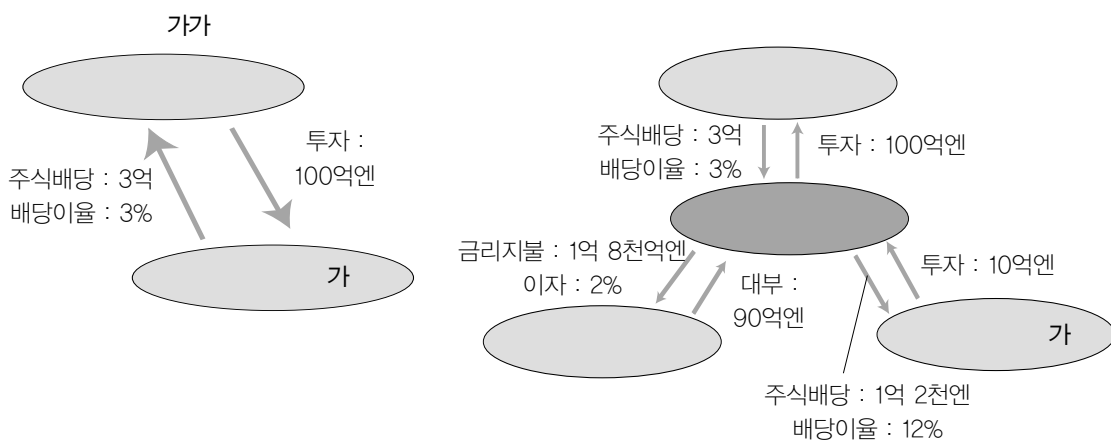 가가
투자 :
100억엔
주식배당 : 3억
배당이율 : 3%
가
주식배당 : 3억
배당이율 : 3%
투자 : 100억엔
금리지불 : 1억 8천억엔
이자 : 2%
대부 :
90억엔
투자 : 10억엔
가
주식배당 : 1억 2천엔
배당이율 : 12%